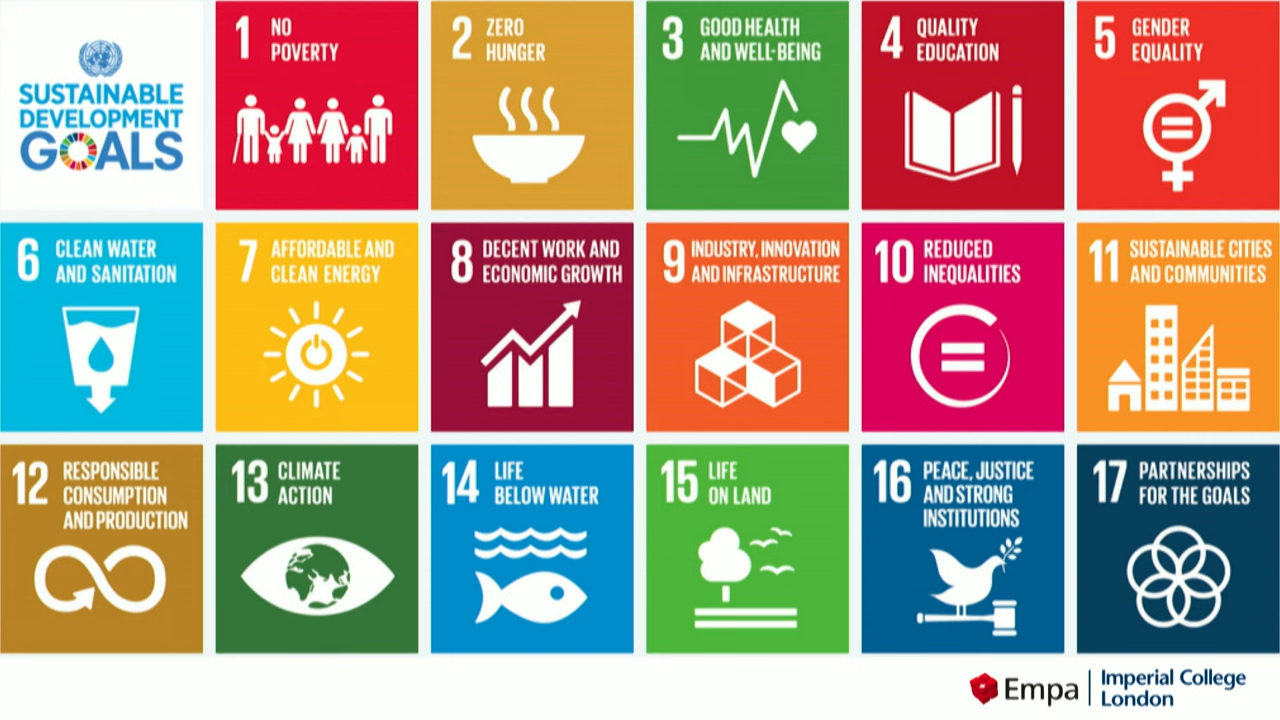 SUSTAINABLE
DEVELOPMENT
GOALS
1 NO
POVERTY
2 ZERO
HUNGER
3 GOOD HEALTH
AND WELL-BEING
4 QUALITY
EDUCATION
5 GENDER
EQUALITY
6 CLEAN WATER
AND SANITATION
7 AFFORDABLE AND
CLEAN ENERGY
8 DECENT WORK AND
ECONOMIC GROWTH
9 INDUSTRY, INNOVATION
AND INFRASTRUCTURE
10 REDUCED
INEQUALITIES
11 SUSTAINABLE CITIES
AND COMMUNITIES
12 RESPONSIBLE
CONSUMPTION
AND PRODUCTION
13 CLIMATE
ACTION
14 LIFE
BELOW WATER
15 LIFE
ON LAND
16 PEACE, JUSTICE
AND STRONG
INSTITUTIONS
17 PARTNERSHIPS
FOR THE GOALS
Empa
Imperial College
London